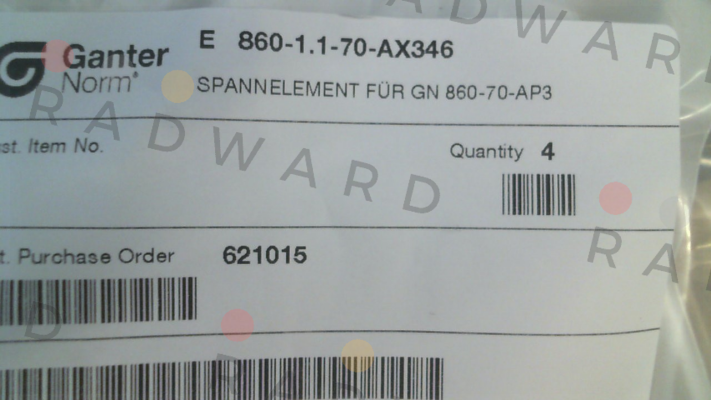 Ganter
Norm®
E 860-1.1-70-AX346
SPANNELEMENT FÜR GN 860-70-AP3
st. Item No.
Quantity 4
t. Purchase Order 621015
RADWARD